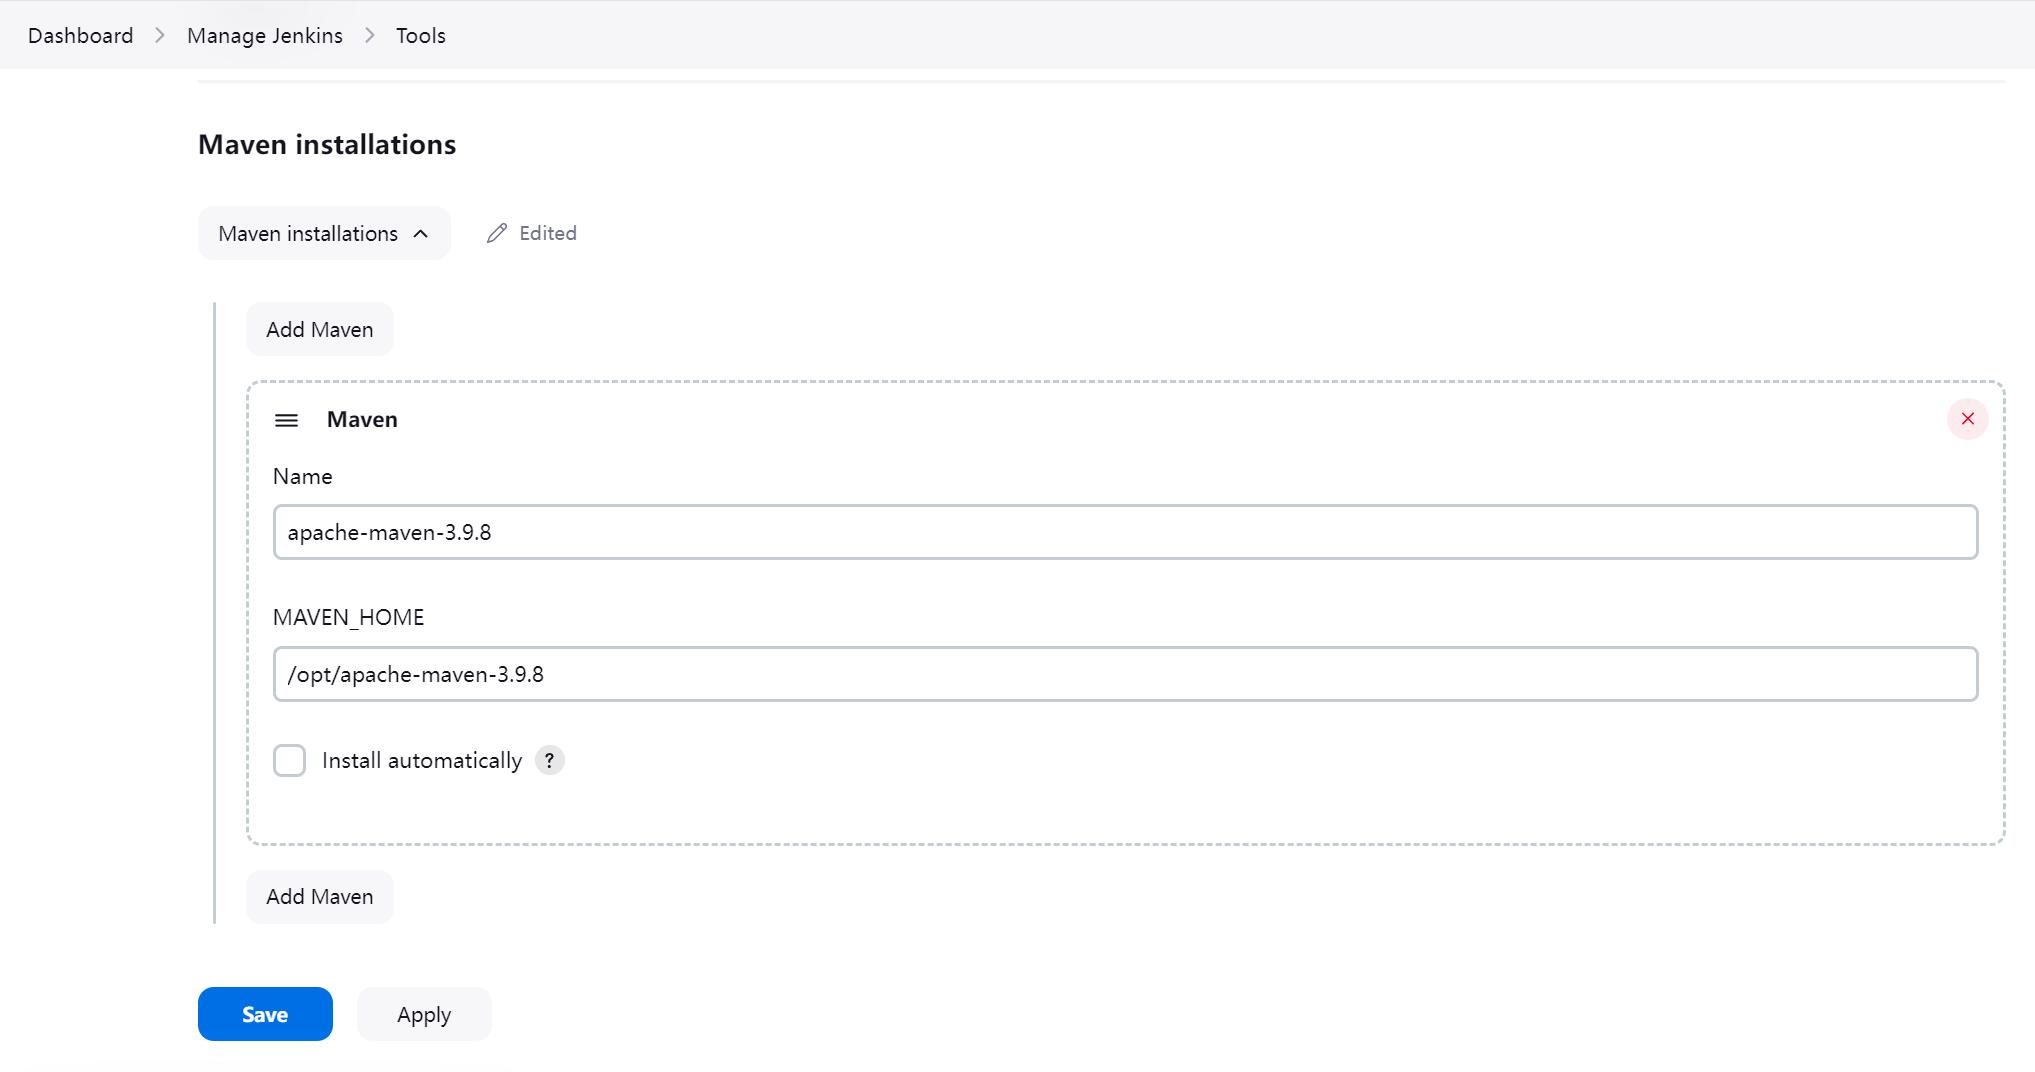 Dashboard > Manage Jenkins > Tools
Maven installations
Maven installations Edited
Add Maven
Maven
Name
apache-maven-3.9.8
MAVEN_HOME
/opt/apache-maven-3.9.8
Install automatically ?
Add Maven
Save Apply